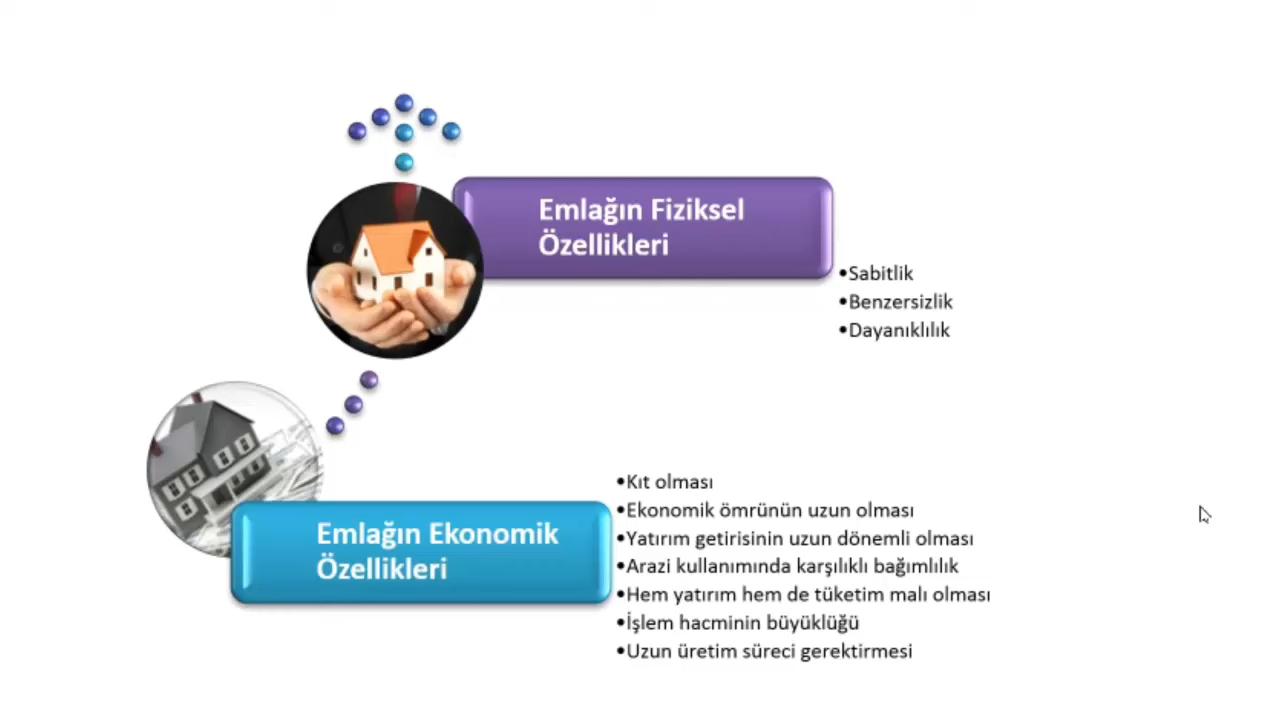 Emlağın Fiziksel
Özellikleri
•Sabitlik
•Benzersizlik
•Dayanıklılık
Emlağın Ekonomik
Özellikleri
•Kıt olması
•Ekonomik ömrünün uzun olması
•Yatırım getirisinin uzun dönemli olması
•Arazi kullanımında karşılıklı bağımlılık
•Hem yatırım hem de tüketim malı olması
•İşlem hacminin büyüklüğü
•Uzun üretim süreci gerektirmesi